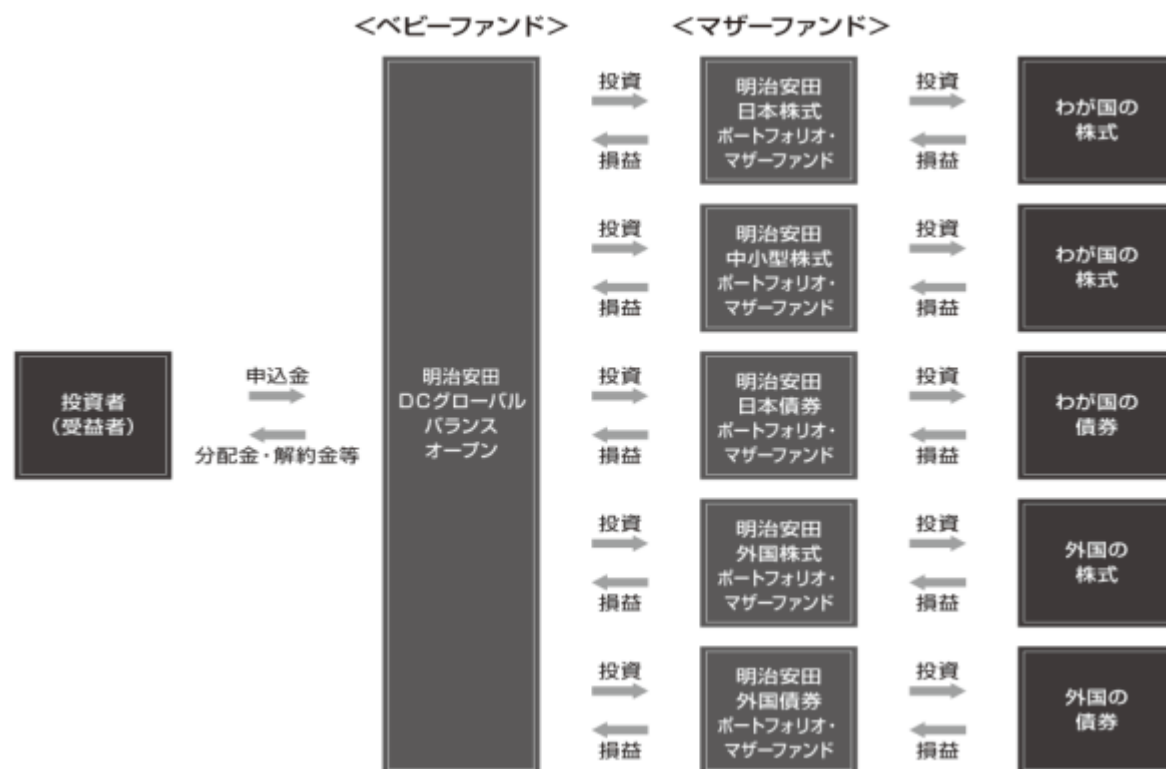 <ベビーファンド>
<マザーファンド>
投資者
(受益者)
申込金
分配金・解約金等
明治安田
DCグローバル
バランス
オープン
投資
損益
明治安田
日本株式
ポートフォリオ・
マザーファンド
投資
損益
わが国の
株式
投資
損益
明治安田
中小型株式
ポートフォリオ・
マザーファンド
投資
損益
わが国の
株式
投資
損益
明治安田
日本債券
ポートフォリオ・
マザーファンド
投資
損益
わが国の
債券
投資
損益
明治安田
外国株式
ポートフォリオ・
マザーファンド
投資
損益
外国の
株式
投資
損益
明治安田
外国債券
ポートフォリオ・
マザーファンド
投資
損益
外国の
債券